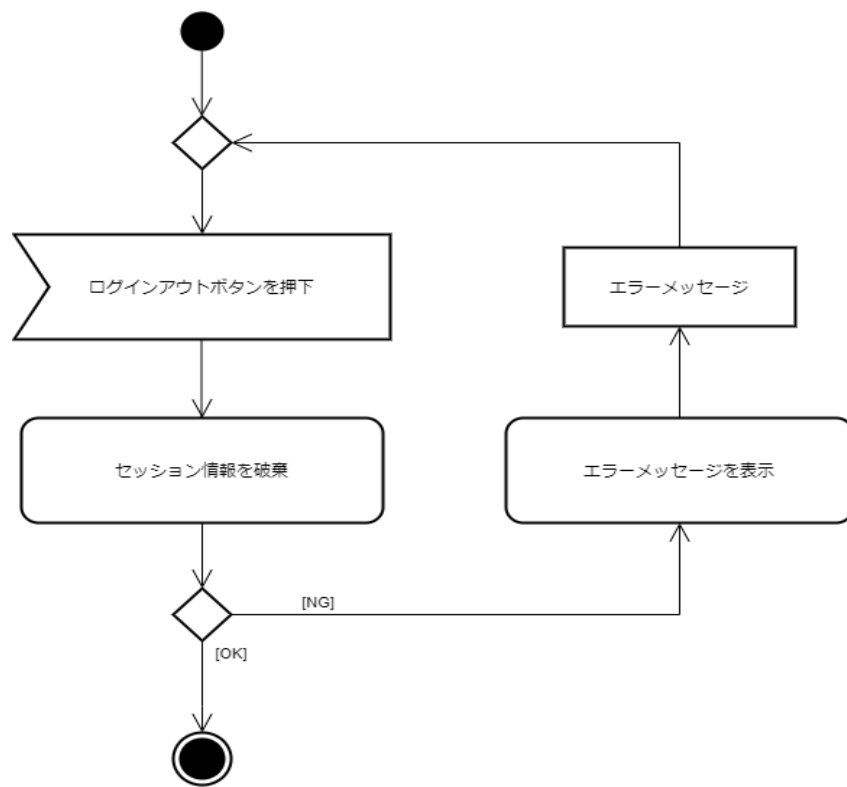 ログインアウトボタンを押下
エラーメッセージ
セッション情報を破棄
エラーメッセージを表示
[NG]
[OK]